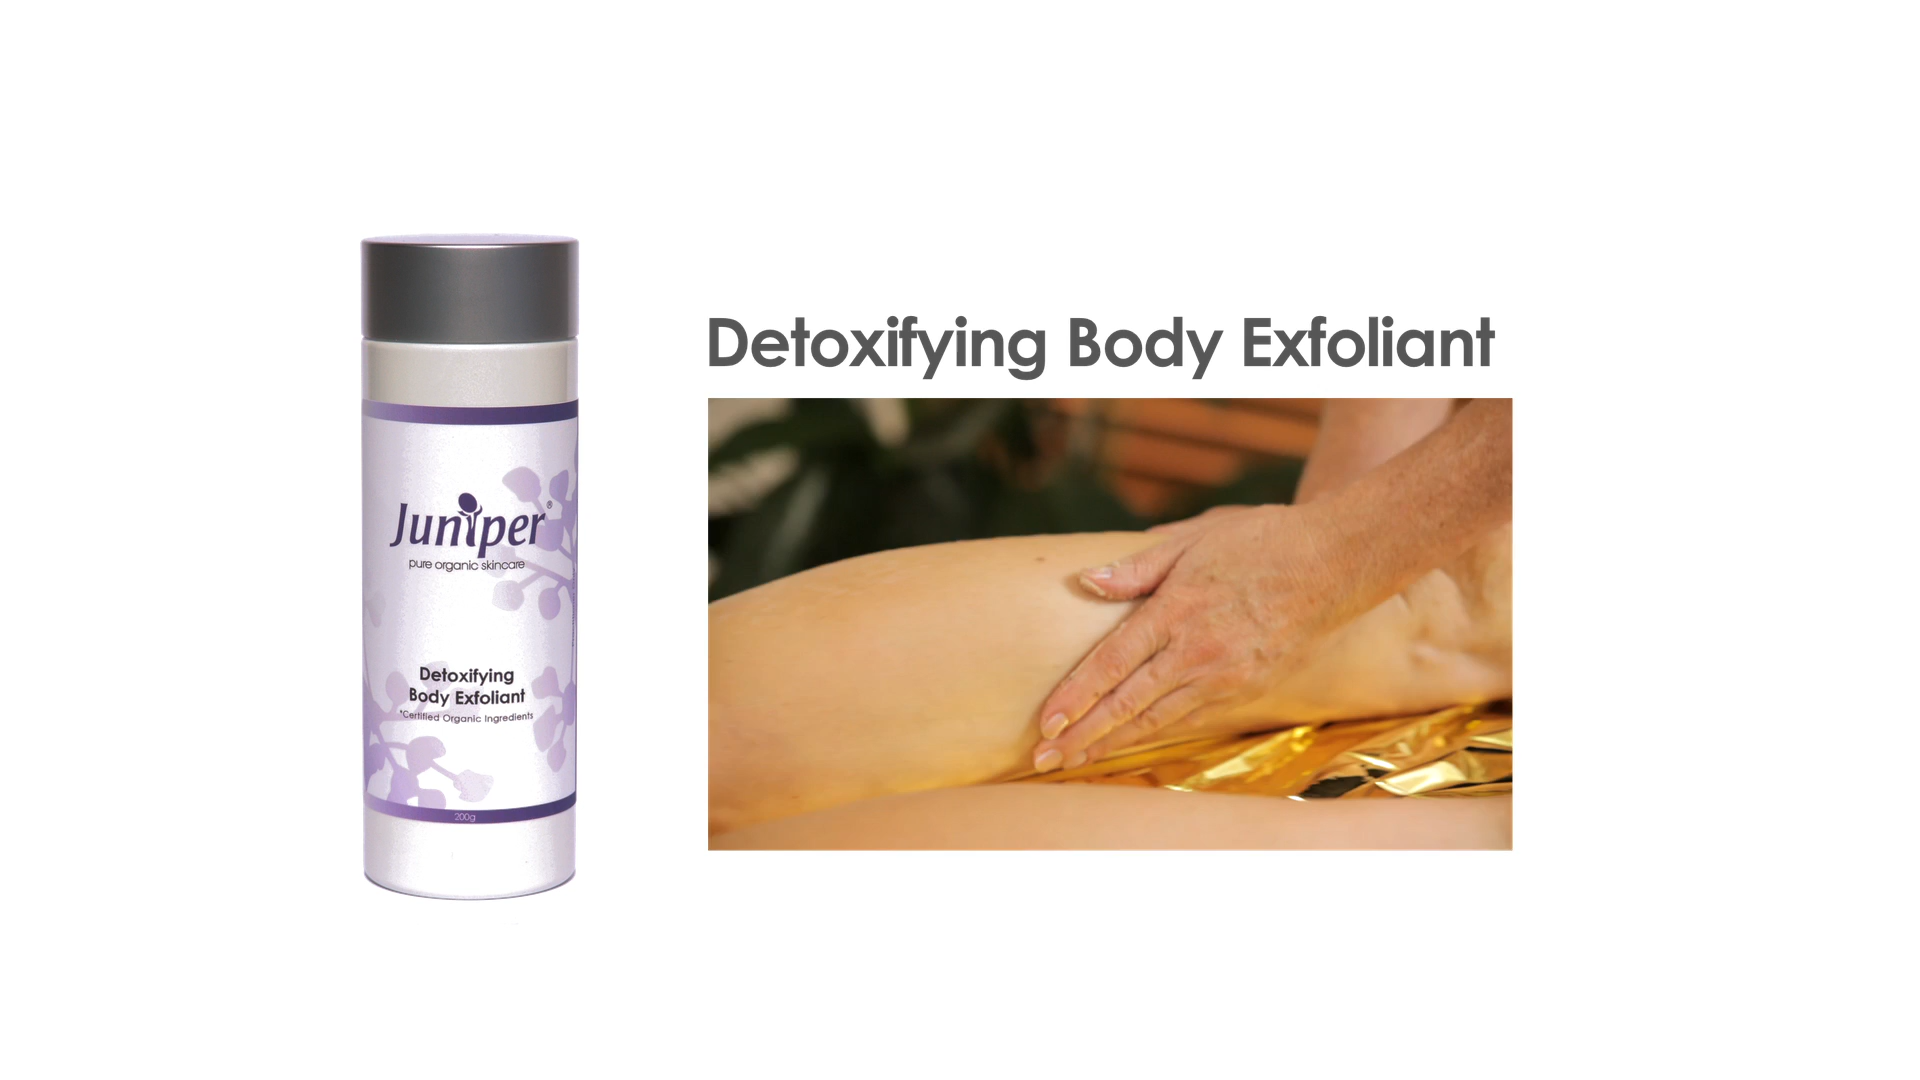 Juniper®
pure organic skincare
Detoxifying
Body Exfoliant
*Certified Organic Ingredients
200g
Detoxifying Body Exfoliant